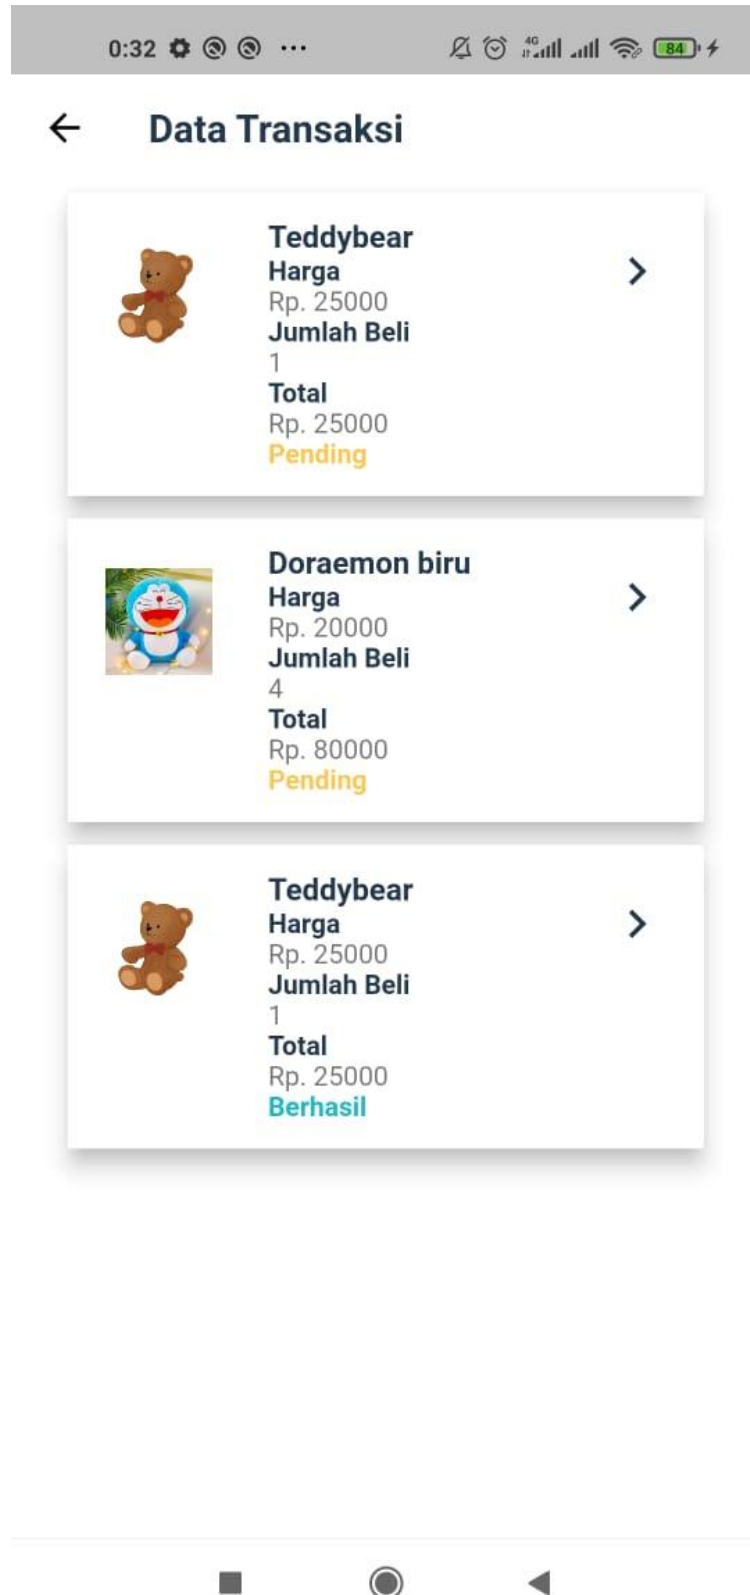 0:32
4G
84
Data Transaksi
Teddybear
Harga
Rp. 25000
Jumlah Beli
1
Total
Rp. 25000
Pending
Doraemon biru
Harga
Rp. 20000
Jumlah Beli
4
Total
Rp. 80000
Pending
Teddybear
Harga
Rp. 25000
Jumlah Beli
1
Total
Rp. 25000
Berhasil